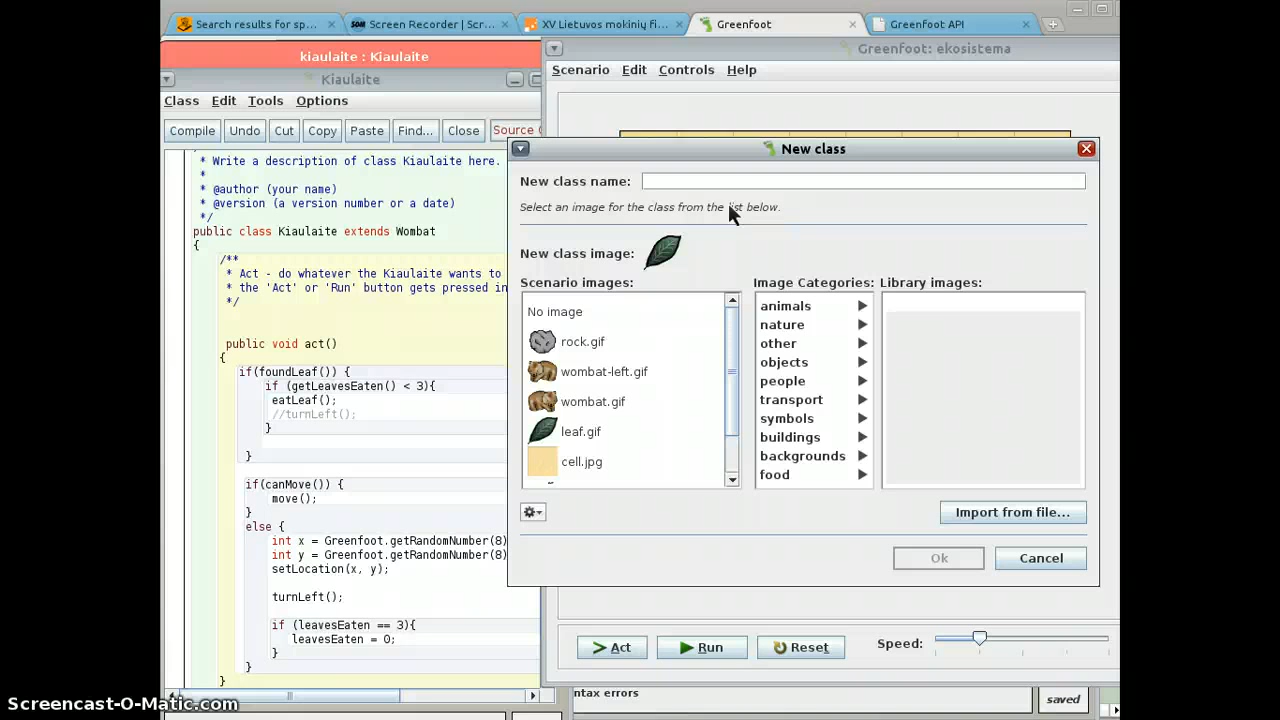 Search results for sp...
Screen Recorder | Scr...
XV Lietuvos mokinių fi...
Greenfoot
Greenfoot API
kiaulaite : Kiaulaite
Kiaulaite
Class Edit Tools Options
Compile Undo Cut Copy Paste Find... Close Source
* Write a description of class Kiaulaite here.
*
* @author (your name)
* @version (a version number or a date)
*/
public class Kiaulaite extends Wombat
{
/**
* Act - do whatever the Kiaulaite wants to
* the 'Act' or 'Run' button gets pressed in
*/
public void act()
{
if(foundLeaf()) {
if (getLeavesEaten() < 3){
eatLeaf();
//turnLeft();
}
}
if(canMove()) {
move();
}
else {
int x = Greenfoot.getRandomNumber(8)
int y = Greenfoot.getRandomNumber(8)
setLocation(x, y);
turnLeft();
if (leavesEaten == 3){
leavesEaten = 0;
}
}
}
Greenfoot: ekosistema
Scenario Edit Controls Help
New class
New class name:
Select an image for the class from the list below.
New class image:
Scenario images:
No image
rock.gif
wombat-left.gif
wombat.gif
leaf.gif
cell.jpg
Image Categories:
animals
nature
other
objects
people
transport
symbols
buildings
backgrounds
food
Library images:
Import from file...
Ok Cancel
Act Run Reset Speed:
ntax errors
saved
Screencast-O-Matic.com